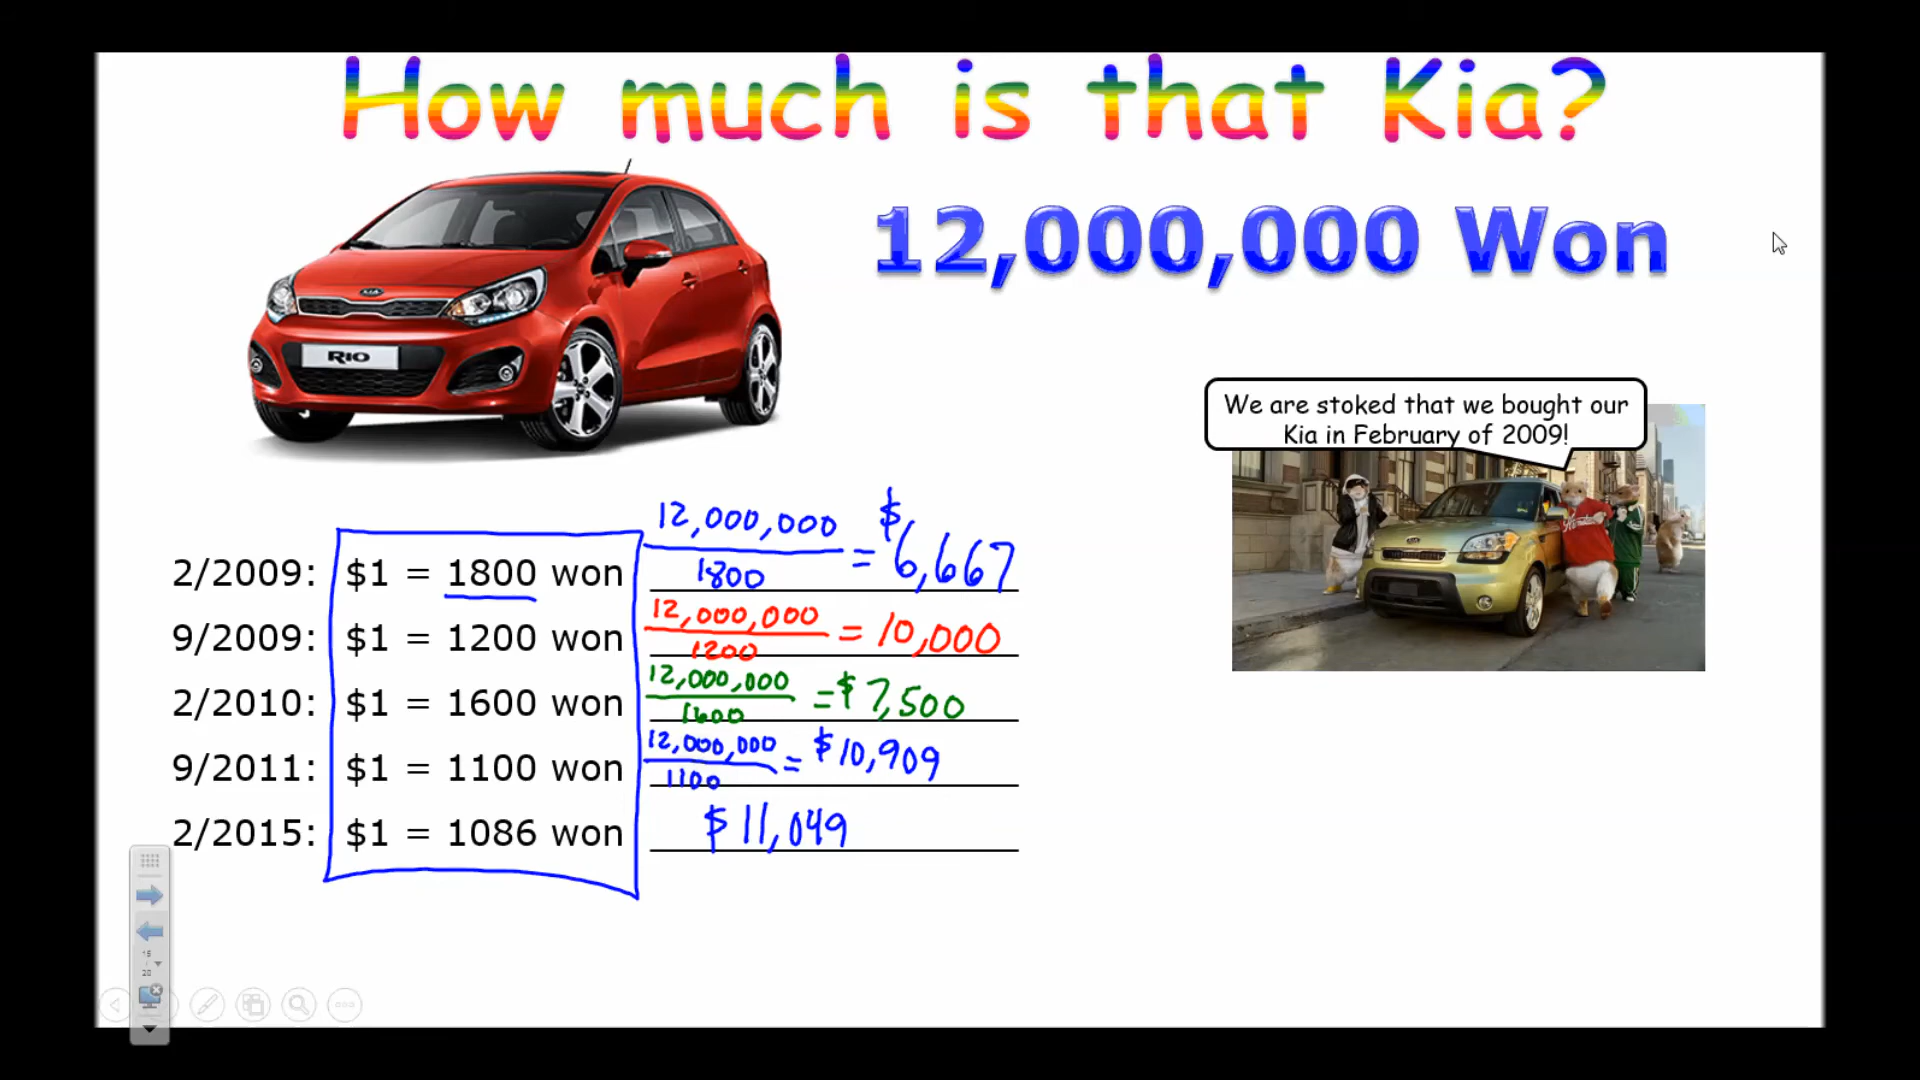 How much is that Kia?
12,000,000 Won
RIO
We are stoked that we bought our
Kia in February of 2009!
KIA
2/2009: $1 = 1800 won 12,000,000 / 1800 = $6,667
9/2009: $1 = 1200 won 12,000,000 / 1200 = 10,000
2/2010: $1 = 1600 won 12,000,000 / 1600 = $7,500
9/2011: $1 = 1100 won 12,000,000 / 1100 = $10,909
2/2015: $1 = 1086 won $11,049
15
/
20